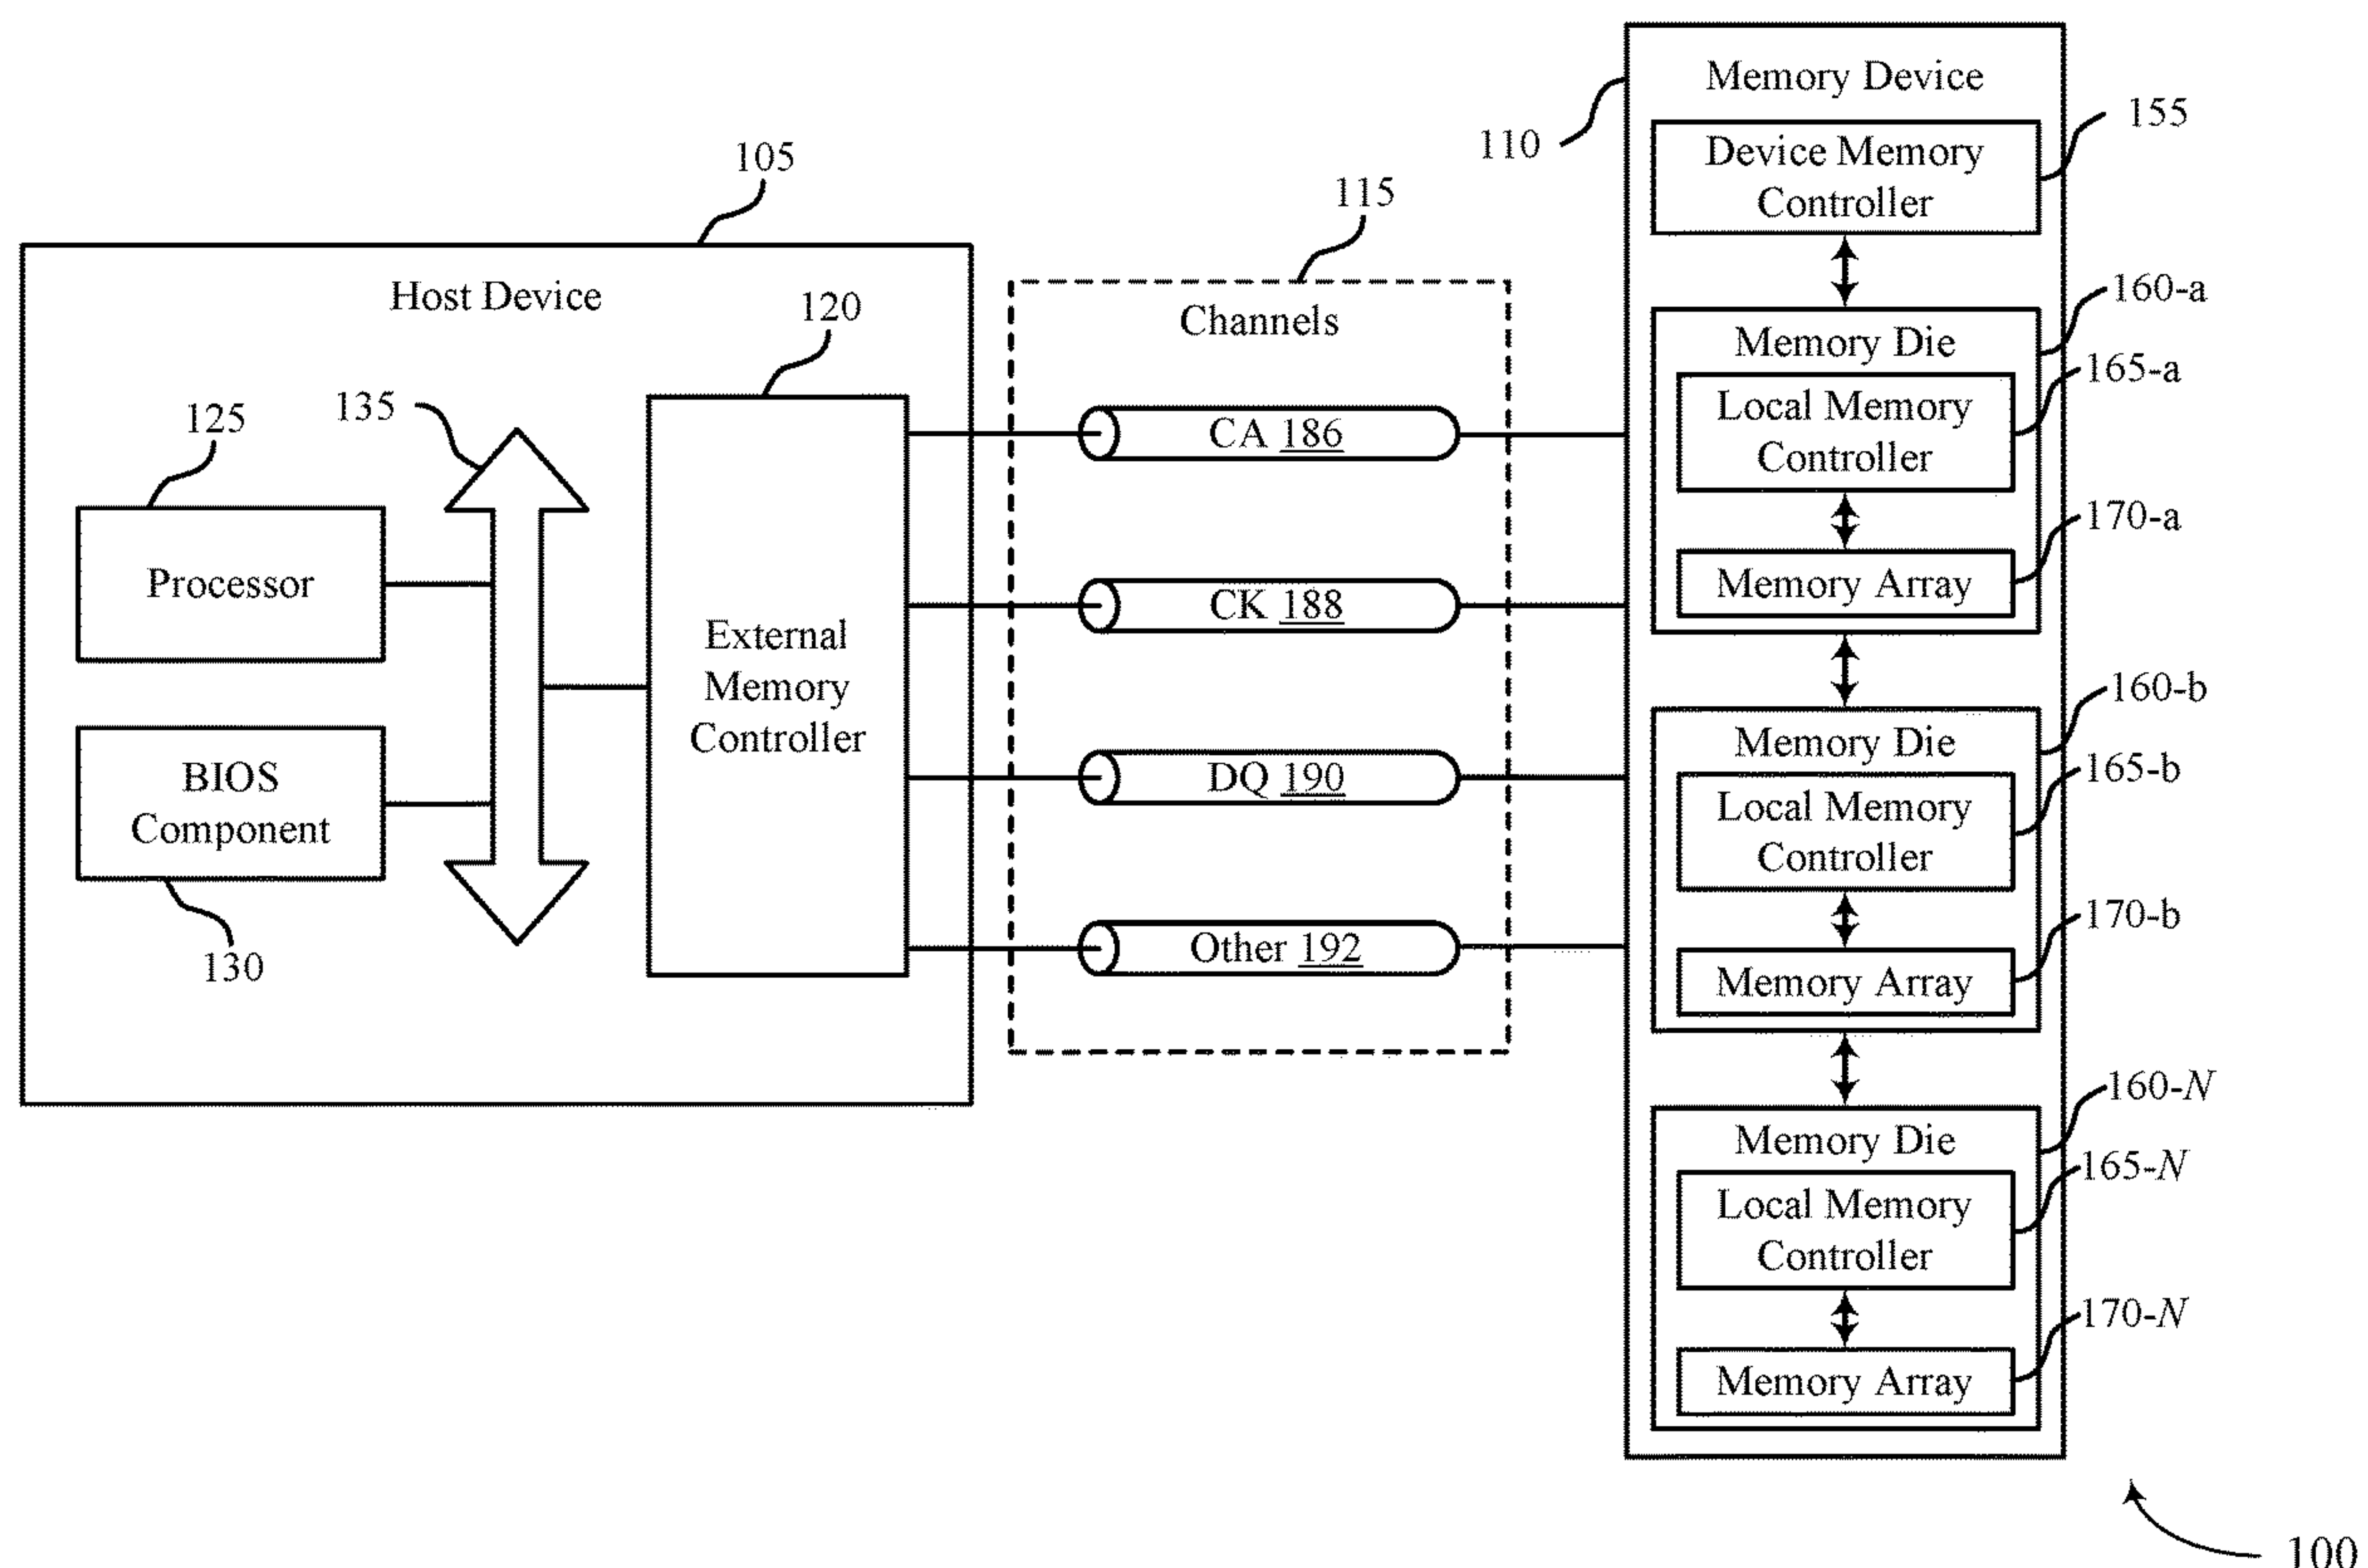 105
Host Device
120
125
135
Processor
External
Memory
Controller
BIOS
Component
130
115
Channels
CA 186
CK 188
DQ 190
Other 192
110
Memory Device
155
Device Memory
Controller
160-a
Memory Die
165-a
Local Memory
Controller
170-a
Memory Array
160-b
Memory Die
165-b
Local Memory
Controller
170-b
Memory Array
160-N
Memory Die
165-N
Local Memory
Controller
170-N
Memory Array
100